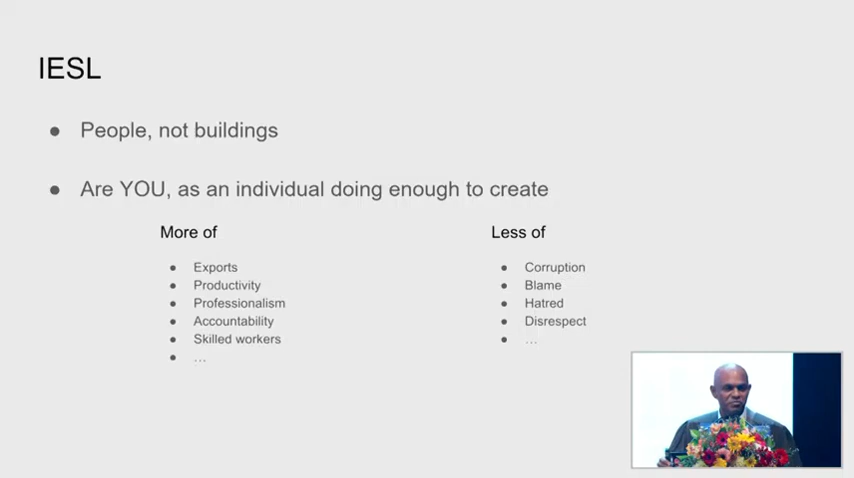 IESL
● People, not buildings
● Are YOU, as an individual doing enough to create
More of
● Exports
● Productivity
● Professionalism
● Accountability
● Skilled workers
● ...
Less of
● Corruption
● Blame
● Hatred
● Disrespect
● ...